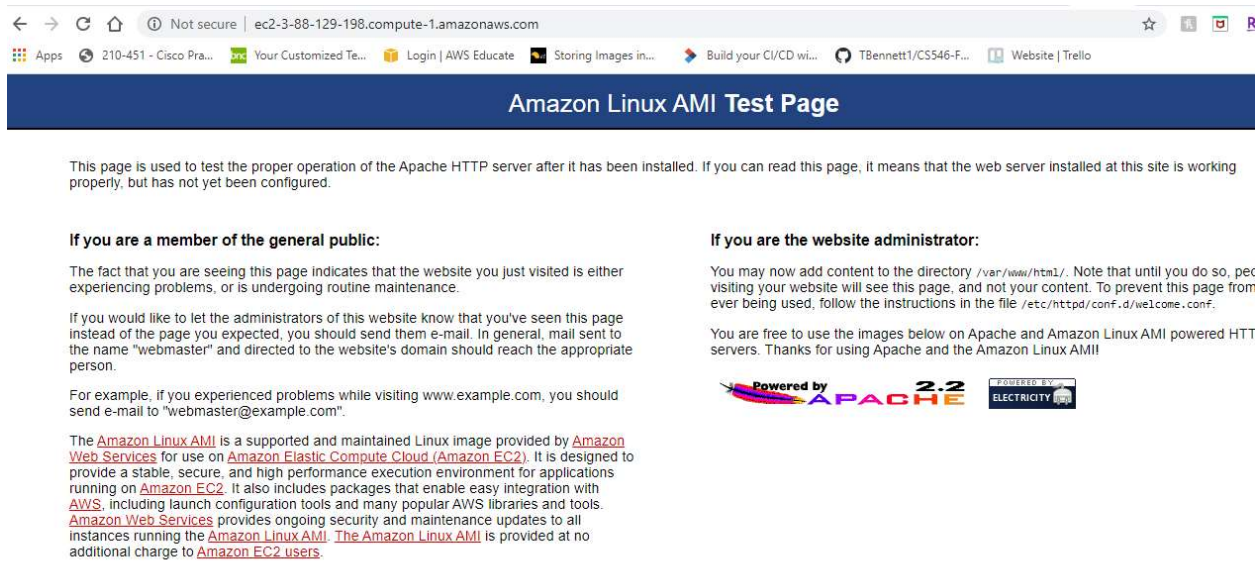 Not secure | ec2-3-88-129-198.compute-1.amazonaws.com
Apps 210-451 - Cisco Pra... Your Customized Te... Login | AWS Educate Storing Images in... Build your CI/CD wi... TBennett1/CS546-F... Website | Trello
Amazon Linux AMI Test Page
This page is used to test the proper operation of the Apache HTTP server after it has been installed. If you can read this page, it means that the web server installed at this site is working
properly, but has not yet been configured.
If you are a member of the general public:
The fact that you are seeing this page indicates that the website you just visited is either
experiencing problems, or is undergoing routine maintenance.
If you would like to let the administrators of this website know that you've seen this page
instead of the page you expected, you should send them e-mail. In general, mail sent to
the name "webmaster" and directed to the website's domain should reach the appropriate
person.
For example, if you experienced problems while visiting www.example.com, you should
send e-mail to "webmaster@example.com".
The Amazon Linux AMI is a supported and maintained Linux image provided by Amazon
Web Services for use on Amazon Elastic Compute Cloud (Amazon EC2). It is designed to
provide a stable, secure, and high performance execution environment for applications
running on Amazon EC2. It also includes packages that enable easy integration with
AWS, including launch configuration tools and many popular AWS libraries and tools.
Amazon Web Services provides ongoing security and maintenance updates to all
instances running the Amazon Linux AMI. The Amazon Linux AMI is provided at no
additional charge to Amazon EC2 users.
If you are the website administrator:
You may now add content to the directory /var/www/html/. Note that until you do so,
visiting your website will see this page, and not your content. To prevent this page from
ever being used, follow the instructions in the file /etc/httpd/conf.d/welcome.conf.
You are free to use the images below on Apache and Amazon Linux AMI powered HTT
servers. Thanks for using Apache and the Amazon Linux AMI!
Powered by APACHE 2.2
POWERED BY
ELECTRICITY